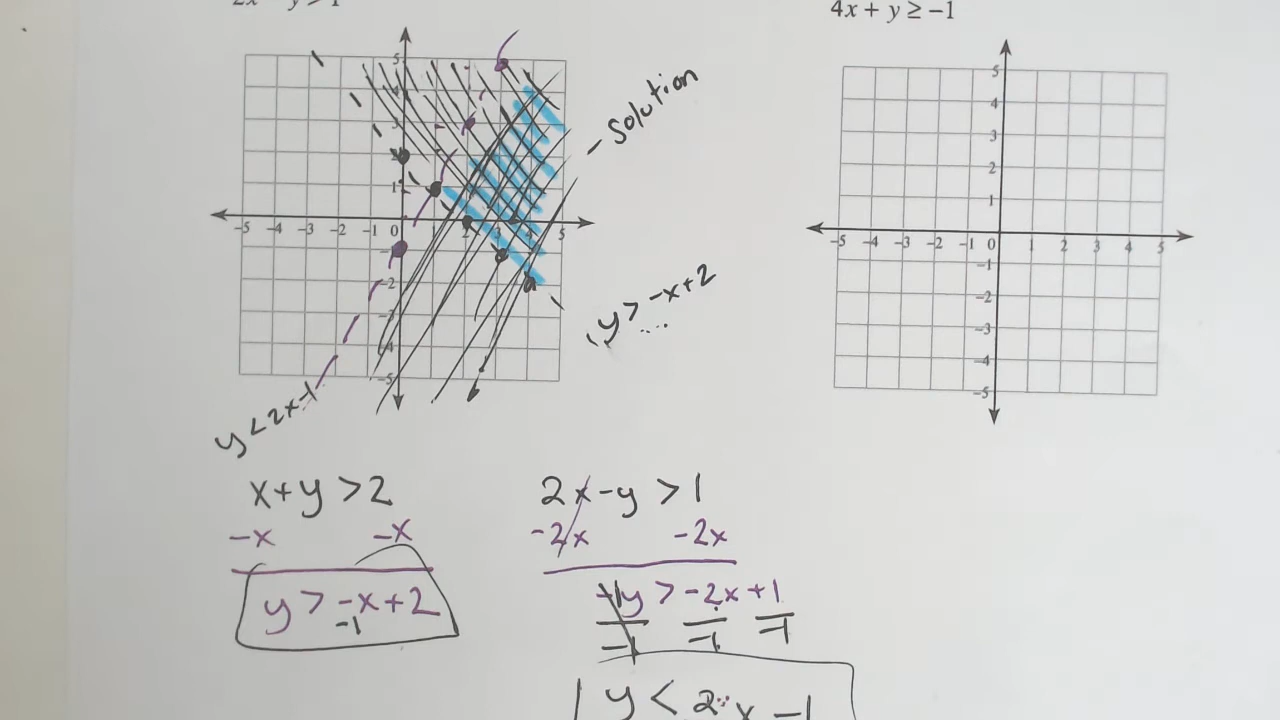 2x − y > 1
4x + y ≥ −1
5
4
3
2
1
−5 −4 −3 −2 −1 0 1 2 3 4 5
−1
−2
−3
−4
−5
- Solution
5
3
1
−5 −4 −3 −2 −1 0 3 4 5
−2
−3
−4
−5
y > -x+2
y < 2x-1
x+y >2
-x -x
y > -x+2
-1
2x-y >1
-2x -2x
-1y > -2x+1
-1 -1 -1
y < 2x -1